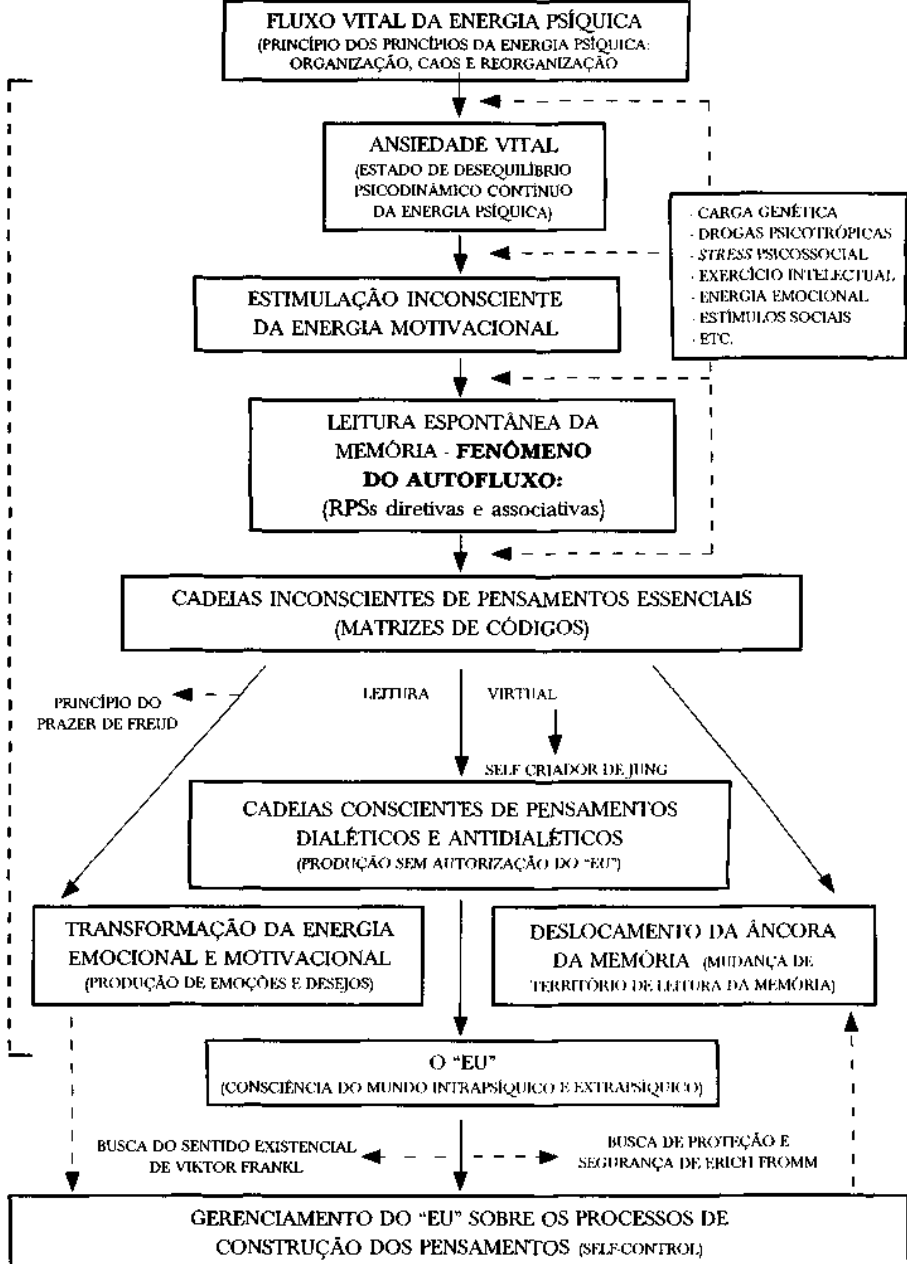 FLUXO VITAL DA ENERGIA PSÍQUICA
(PRINCÍPIO DOS PRINCÍPIOS DA ENERGIA PSÍQUICA:
ORGANIZAÇÃO, CAOS E REORGANIZAÇÃO
ANSIEDADE VITAL
(ESTADO DE DESEQUILÍBRIO
PSICODINÂMICO CONTÍNUO
DA ENERGIA PSÍQUICA)
- CARGA GENÉTICA
- DROGAS PSICOTRÓPICAS
- STRESS PSICOSSOCIAL
- EXERCÍCIO INTELECTUAL
- ENERGIA EMOCIONAL
- ESTÍMULOS SOCIAIS
- ETC.
ESTIMULAÇÃO INCONSCIENTE
DA ENERGIA MOTIVACIONAL
LEITURA ESPONTÂNEA DA
MEMÓRIA - FENÔMENO
DO AUTOFLUXO:
(RPSs diretivas e associativas)
CADEIAS INCONSCIENTES DE PENSAMENTOS ESSENCIAIS
(MATRIZES DE CÓDIGOS)
PRINCÍPIO DO
PRAZER DE FREUD
LEITURA VIRTUAL
SELF CRIADOR DE JUNG
CADEIAS CONSCIENTES DE PENSAMENTOS
DIALÉTICOS E ANTIDIALÉTICOS
(PRODUÇÃO SEM AUTORIZAÇÃO DO "EU")
TRANSFORMAÇÃO DA ENERGIA
EMOCIONAL E MOTIVACIONAL
(PRODUÇÃO DE EMOÇÕES E DESEJOS)
DESLOCAMENTO DA ÂNCORA
DA MEMÓRIA (MUDANÇA DE
TERRITÓRIO DE LEITURA DA MEMÓRIA)
O "EU"
(CONSCIÊNCIA DO MUNDO INTRAPSÍQUICO E EXTRAPSÍQUICO)
BUSCA DO SENTIDO EXISTENCIAL
DE VIKTOR FRANKL
BUSCA DE PROTEÇÃO E
SEGURANÇA DE ERICH FROMM
GERENCIAMENTO DO "EU" SOBRE OS PROCESSOS DE
CONSTRUÇÃO DOS PENSAMENTOS (SELF-CONTROL)